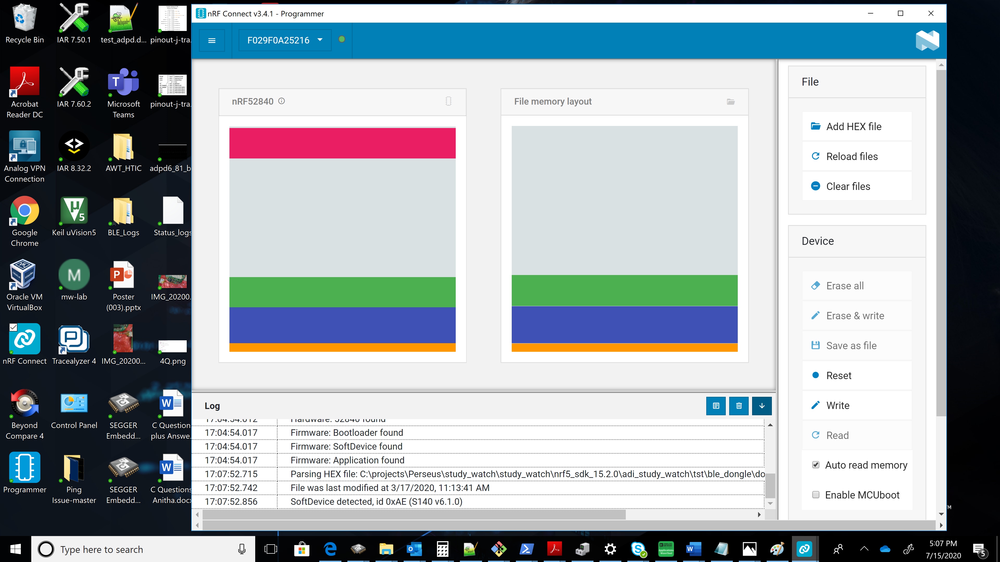 nRF Connect v3.4.1 - Programmer
F029F0A25216
nRF52840
File memory layout
File
Add HEX file
Reload files
Clear files
Device
Erase all
Erase & write
Save as file
Reset
Write
Read
Auto read memory
Enable MCUboot
Log
17:04:54.012 Hardware: 52840 found
17:04:54.017 Firmware: Bootloader found
17:04:54.017 Firmware: SoftDevice found
17:04:54.017 Firmware: Application found
17:07:52.715 Parsing HEX file: C:\projects\Perseus\study_watch\study_watch\nrf5_sdk_15.2.0\adi_study_watch\tst\ble_dongle\do
17:07:52.742 File was last modified at 3/17/2020, 11:13:41 AM
17:07:52.856 SoftDevice detected, id 0xAE (S140 v6.1.0)
Recycle Bin
IAR 7.50.1
test_adpd.d...
pinout-j-tra.
Acrobat
Reader DC
IAR 7.60.2
Microsoft
Teams
pinout-j-tra.
Analog VPN
Connection
IAR 8.32.2
AWT_HTIC
adpd6_81_b
Google
Chrome
Keil uVision5
BLE_Logs
Status_logs
Oracle VM
VirtualBox
M
mw-lab
Poster
(003).pptx
IMG_20200.
nRF Connect
Tracealyzer 4
IMG_20200...
4Q.png
Beyond
Compare 4
Control Panel
SEGGER
Embedd...
C Question
plus Answe.
Programmer
Ping
Issue-master
SEGGER
Embedd...
C Questions
Anitha.docx
Type here to search
5:07 PM
7/15/2020
5